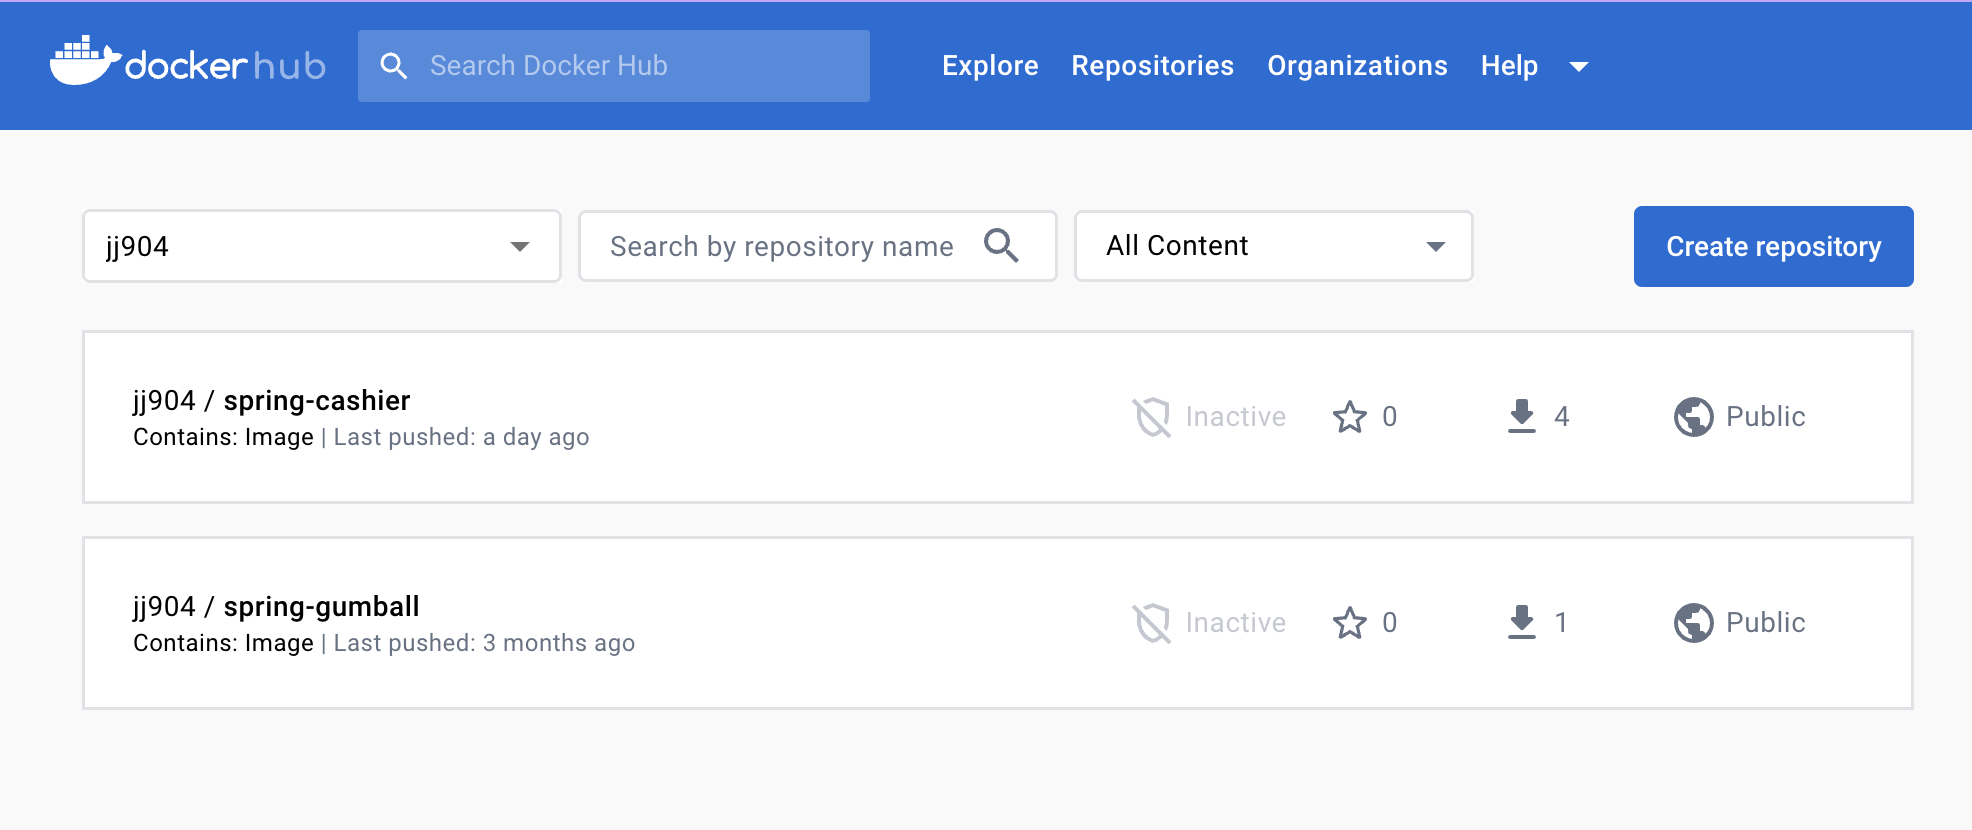 docker hub
Search Docker Hub
Explore Repositories Organizations Help
jj904
Search by repository name
All Content
Create repository
jj904 / spring-cashier
Contains: Image | Last pushed: a day ago
Inactive
0
4
Public
jj904 / spring-gumball
Contains: Image | Last pushed: 3 months ago
Inactive
0
1
Public